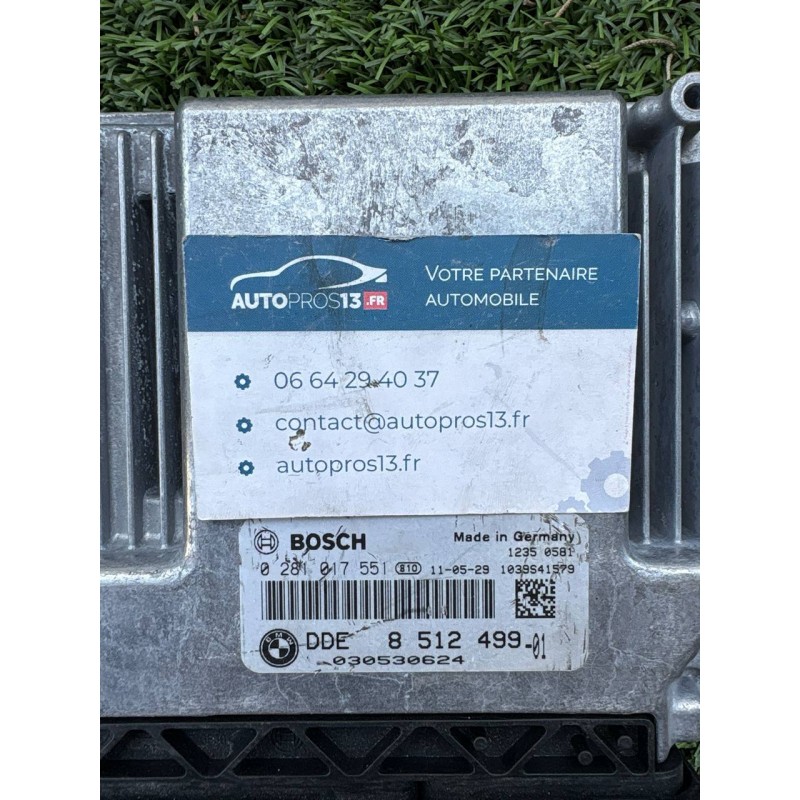 AUTOPROS13.FR
VOTRE PARTENAIRE
AUTOMOBILE
06 64 29 40 37
contact@autopros13.fr
autopros13.fr
BOSCH Made in Germany
1235 0581
0 281 017 551 810 11-05-29 1039S41579
BMW DDE 8 512 499-01
030530624